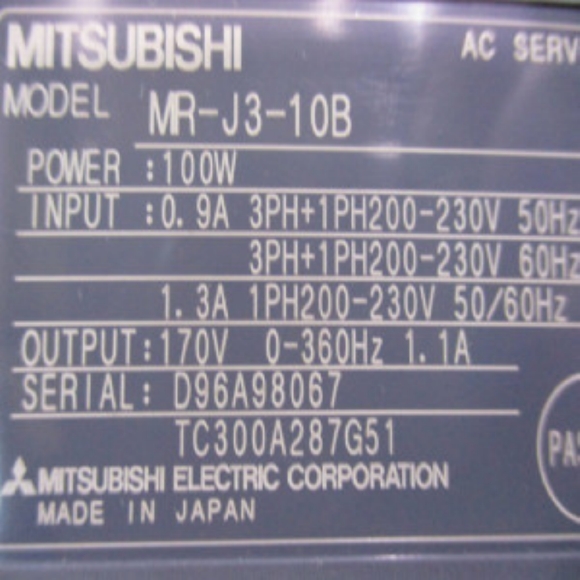 MITSUBISHI AC SERV
MODEL MR-J3-10B
POWER :100W
INPUT :0.9A 3PH+1PH200-230V 50Hz
3PH+1PH200-230V 60Hz
1.3A 1PH200-230V 50/60Hz
OUTPUT:170V 0-360Hz 1.1A
SERIAL: D96A98067
TC300A287G51
PAS
MITSUBISHI ELECTRIC CORPORATION
MADE IN JAPAN